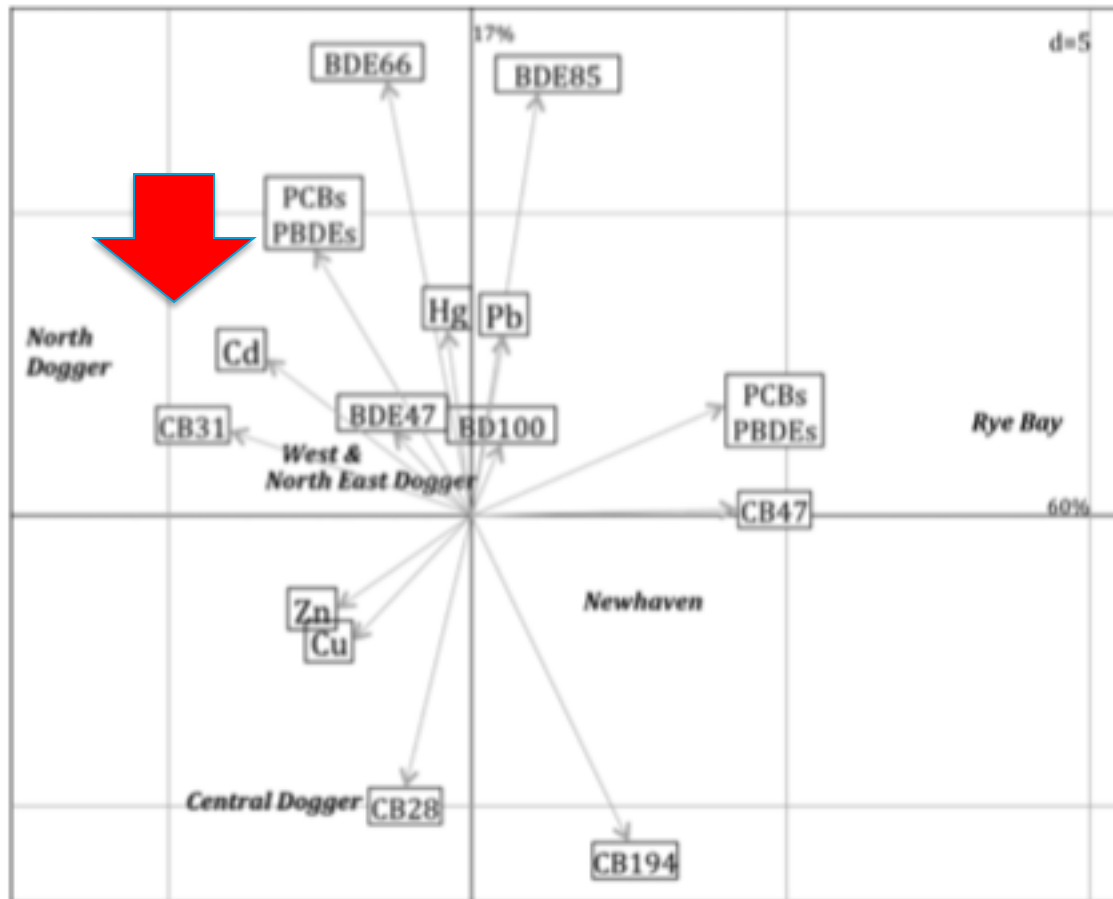 17%
d=5
BDE66
BDE85
PCBs
PBDEs
Hg
Pb
North
Dogger
Cd
PCBs
PBDEs
BDE47
BD100
CB31
Rye Bay
West &
North East Dogger
CB47
60%
Newhaven
Zn
Cu
Central Dogger
CB28
CB194